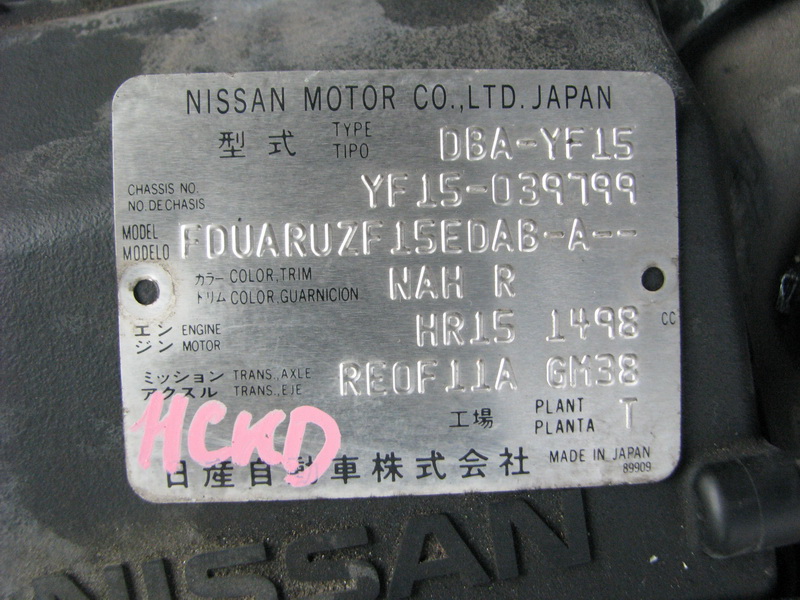 NISSAN MOTOR CO.,LTD. JAPAN
型式 TYPE TIPO DBA-YF15
CHASSIS NO. NO.DE CHASIS YF15-039799
MODEL MODELO FDUARUZF15EDAB-A--
カラー COLOR,TRIM トリム COLOR,GUARNICION NAH R
エンジン ENGINE MOTOR HR15 1498 CC
ミッション TRANS.,AXLE アクスル TRANS.,EJE RE0F11A GM38
工場 PLANT PLANTA T
HCKD
日産自動車株式会社 MADE IN JAPAN
89909
NISSAN